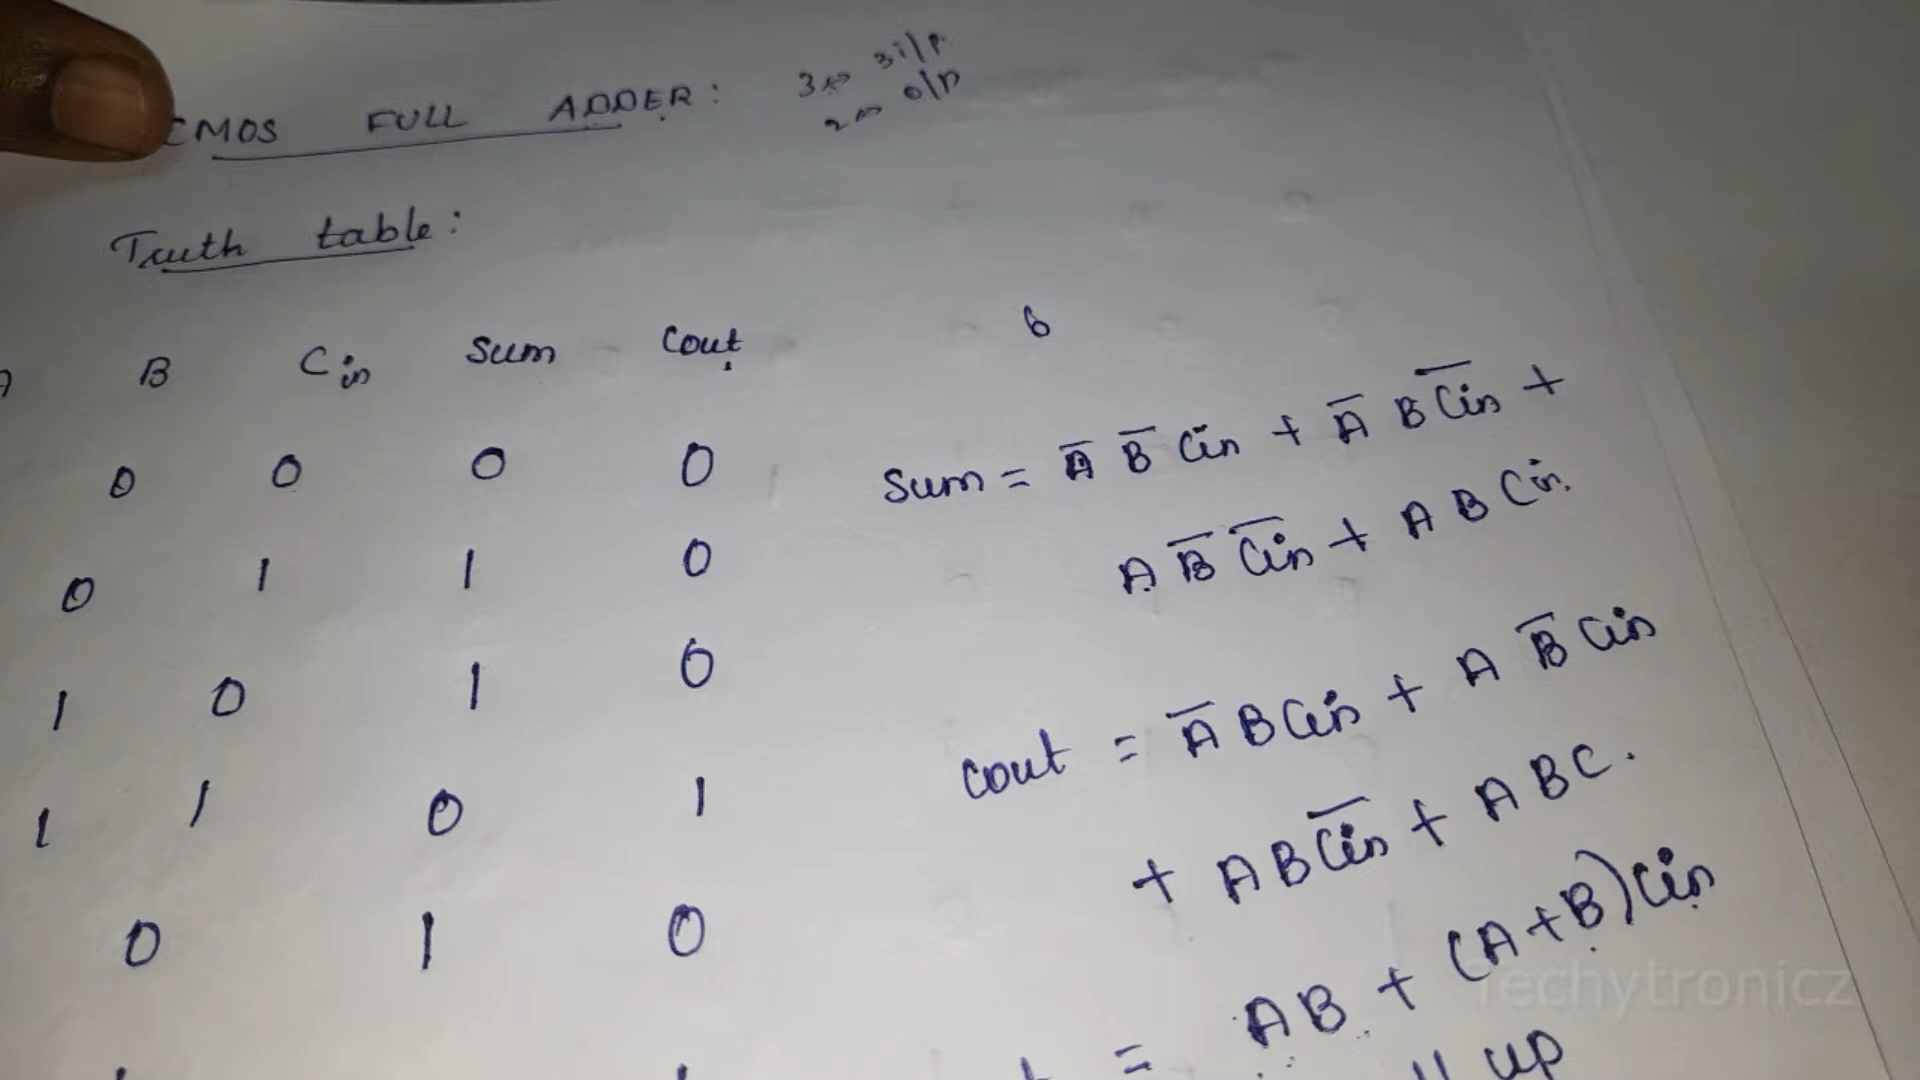 CMOS FULL ADDER: 3 3 i/p
2 o/p
Truth table:
B Cin Sum Cout
6
0 0 0 0
Sum = A̅ B̅ Cin + A̅ B C̅i̅n̅ +
A B̅ C̅i̅n̅ + A B Cin.
0 1 1 0
1 0 1 0
Cout = A̅ B Cin + A B̅ Cin
+ A B C̅i̅n̅ + A B C.
1 1 0 1
0 1 0
= AB + (A+B) Cin
up
Techytronicz